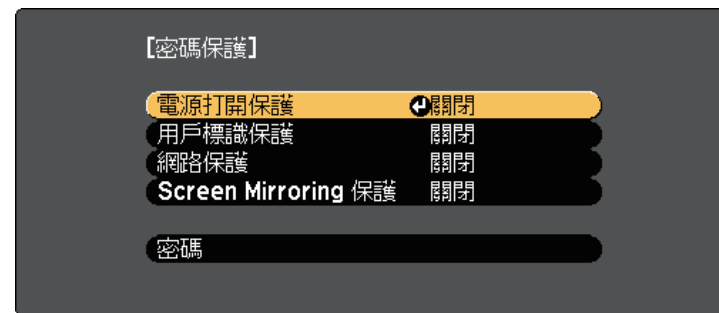 [密碼保護]
電源打開保護 關閉
用戶標識保護 關閉
網路保護 關閉
Screen Mirroring 保護 關閉
密碼